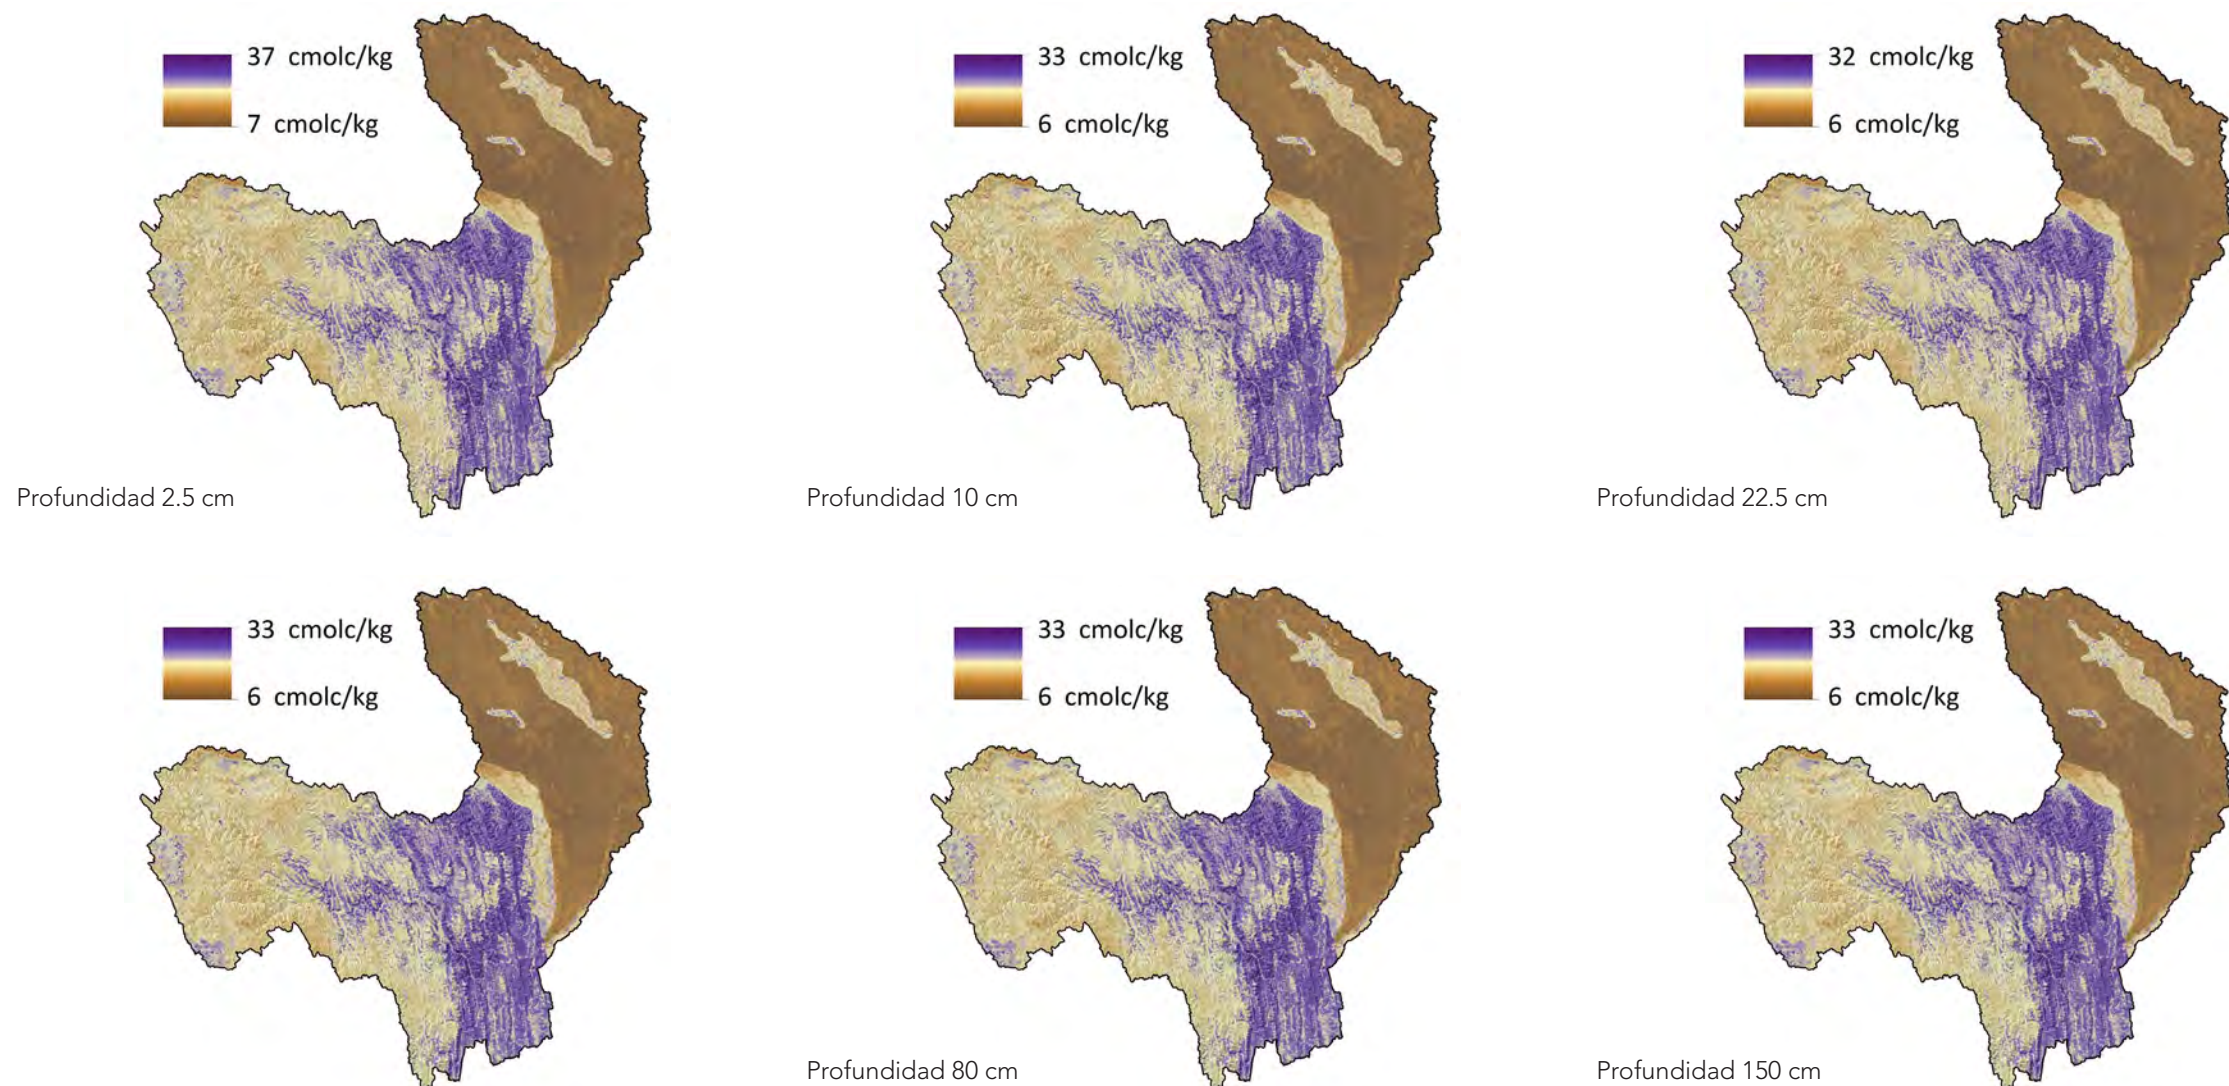 37 cmolc/kg
7 cmolc/kg
Profundidad 2.5 cm
33 cmolc/kg
6 cmolc/kg
Profundidad 10 cm
32 cmolc/kg
6 cmolc/kg
Profundidad 22.5 cm
33 cmolc/kg
6 cmolc/kg
33 cmolc/kg
6 cmolc/kg
Profundidad 80 cm
33 cmolc/kg
6 cmolc/kg
Profundidad 150 cm